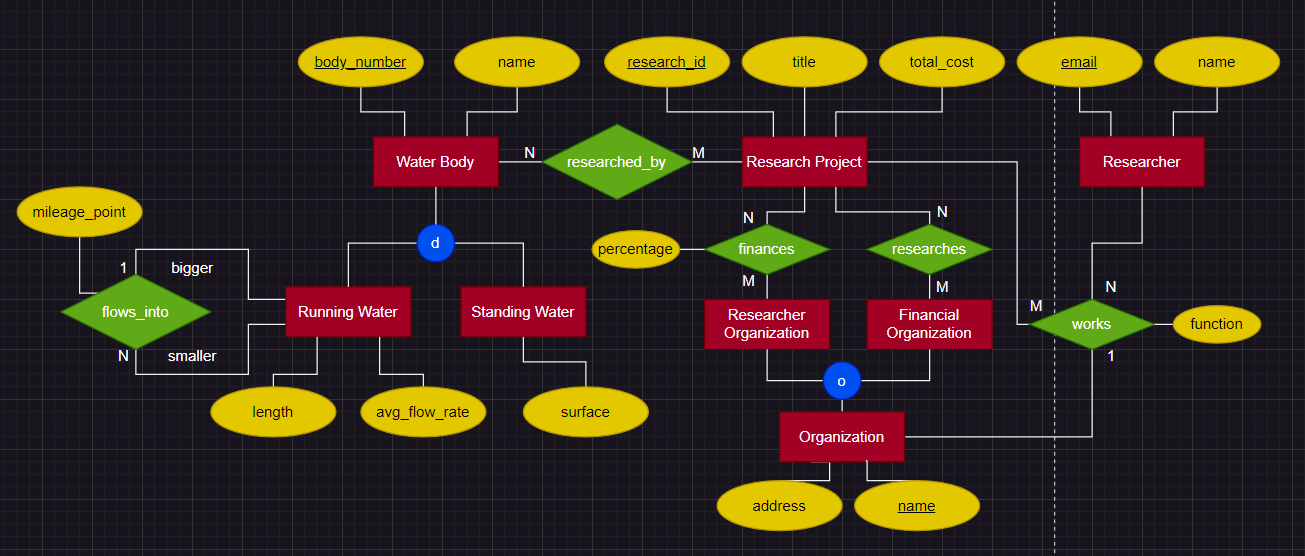 body_number
name
research_id
title
total_cost
email
name
Water Body
N
researched_by
M
Research Project
Researcher
mileage_point
d
N
N
percentage
finances
researches
1
bigger
M
M
N
flows_into
Running Water
Standing Water
Researcher
Organization
Financial
Organization
M
works
function
N
smaller
1
o
length
avg_flow_rate
surface
Organization
address
name